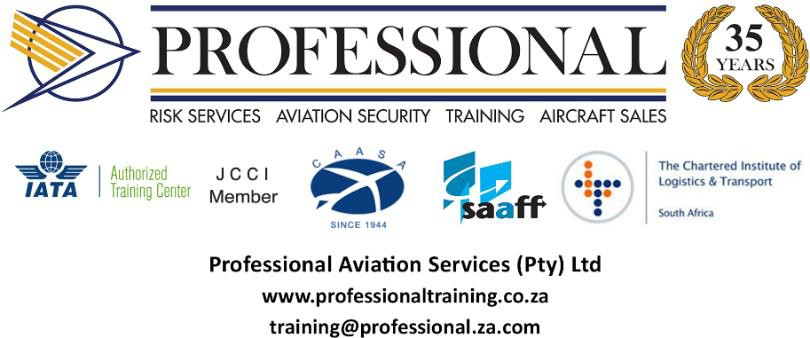 PROFESSIONAL
35
YEARS
RISK SERVICES AVIATION SECURITY TRAINING AIRCRAFT SALES
IATA
Authorized
Training Center
JCCI
Member
CAASA
SINCE 1944
saaff
The Chartered Institute of
Logistics & Transport
South Africa
Professional Aviation Services (Pty) Ltd
www.professionaltraining.co.za
training@professional.za.com